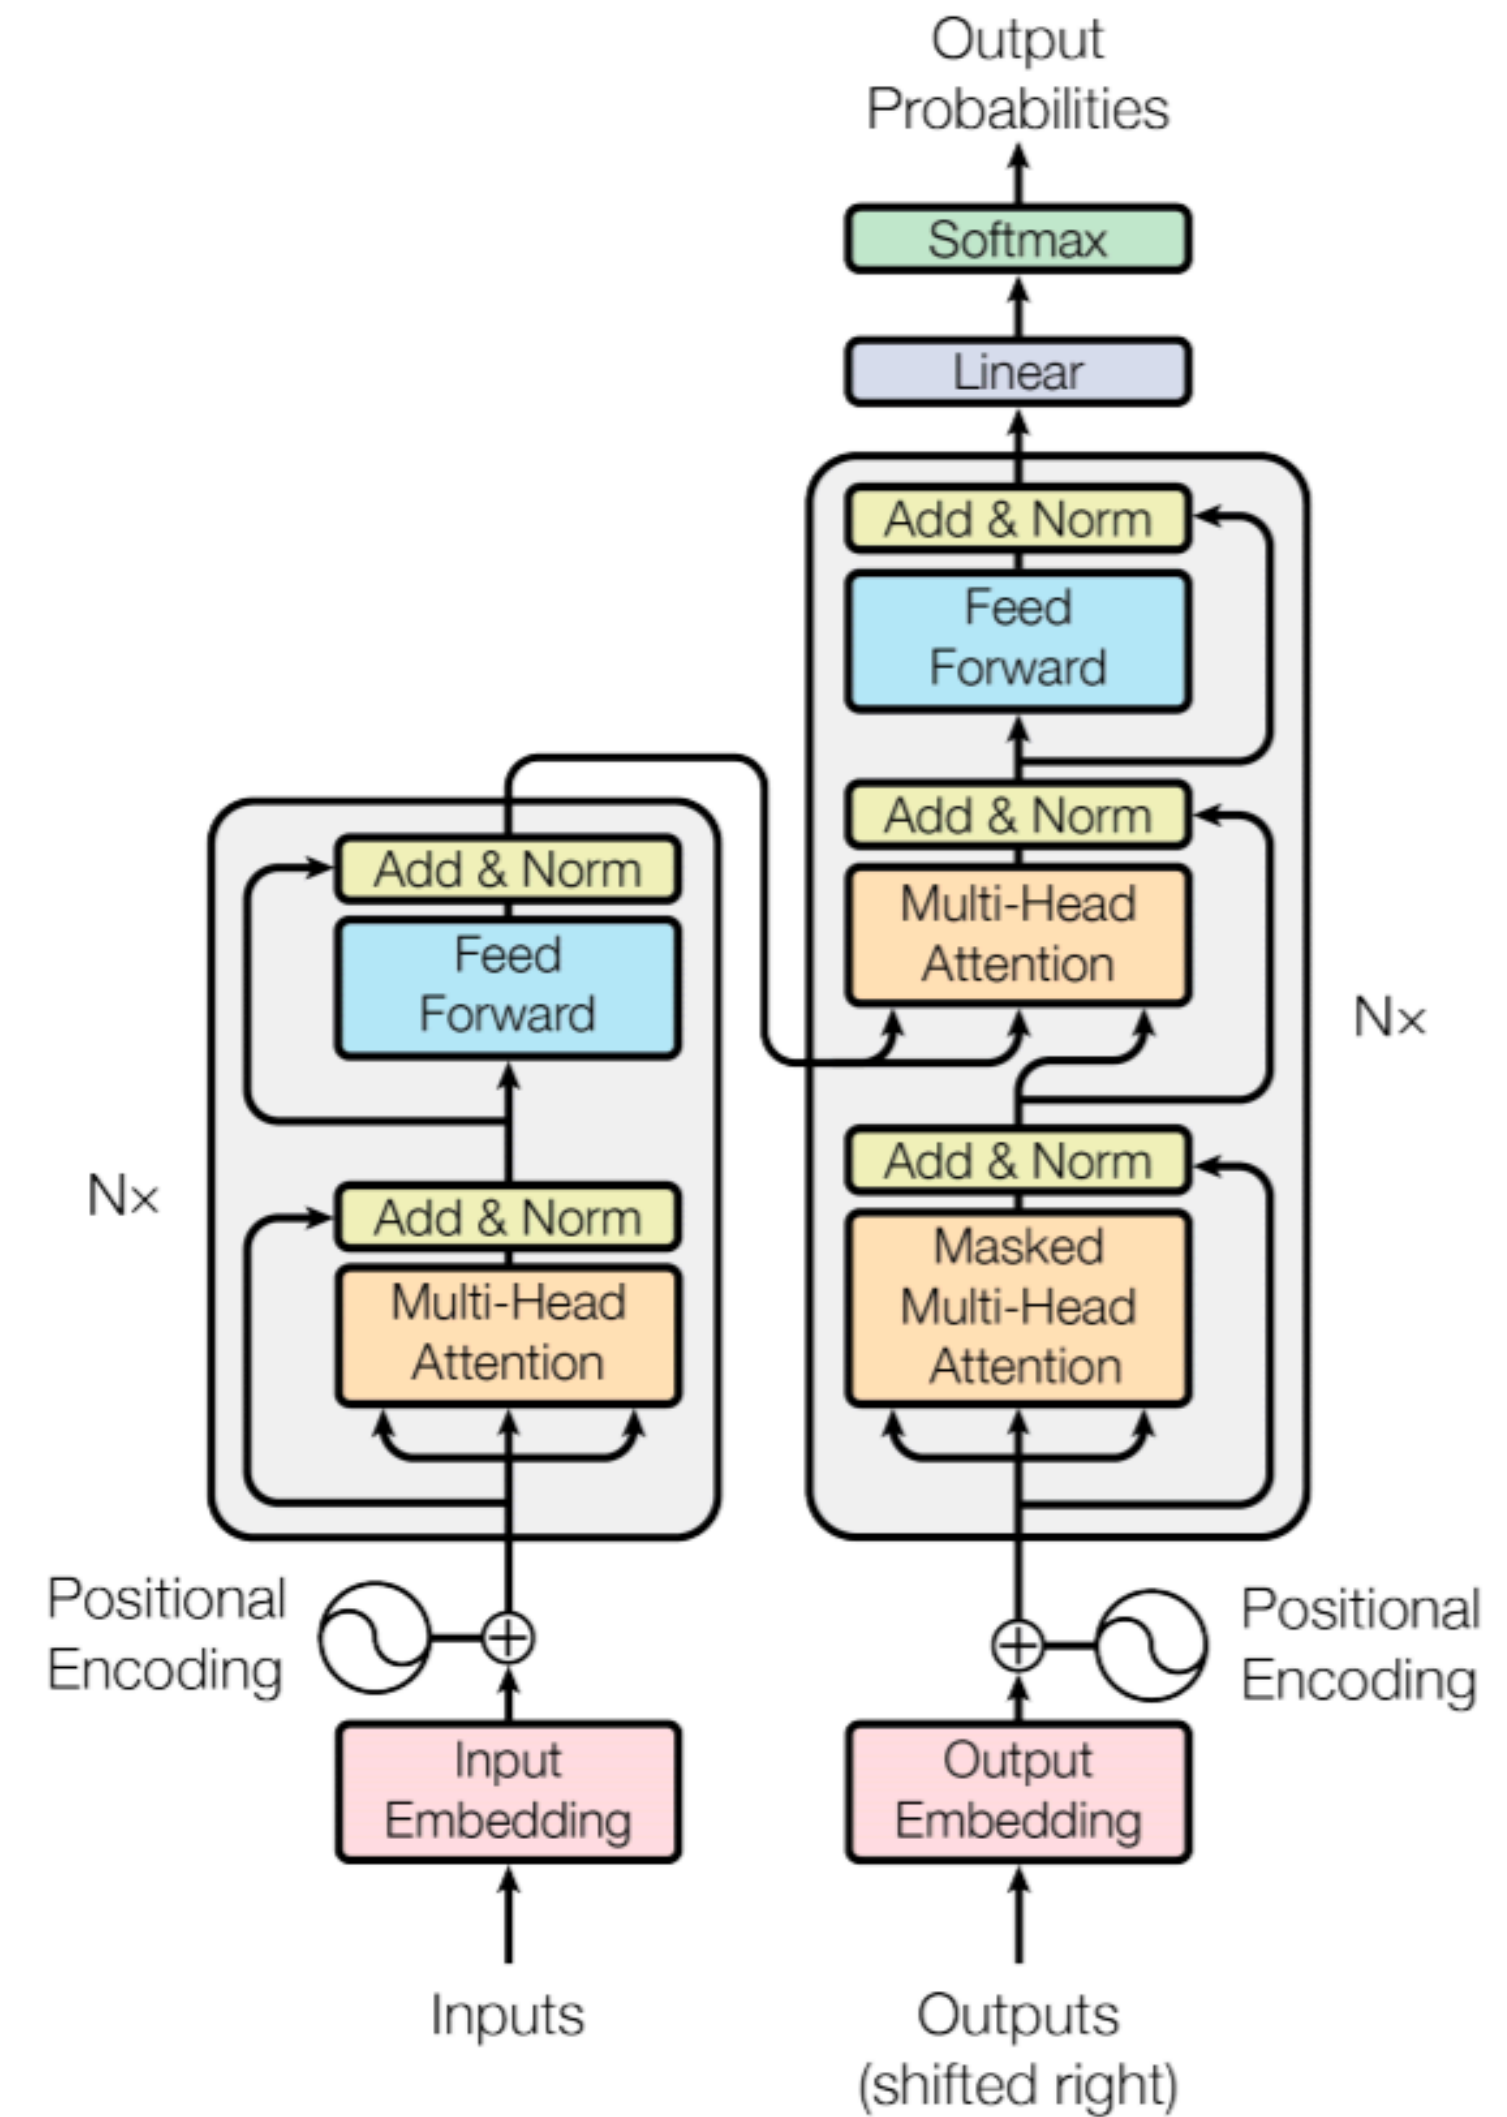 Output
Probabilities
Softmax
Linear
Add & Norm
Feed
Forward
Add & Norm
Multi-Head
Attention
Add & Norm
Masked
Multi-Head
Attention
N×
Positional
Encoding
Output
Embedding
Outputs
(shifted right)
Add & Norm
Feed
Forward
Add & Norm
Multi-Head
Attention
N×
Positional
Encoding
Input
Embedding
Inputs